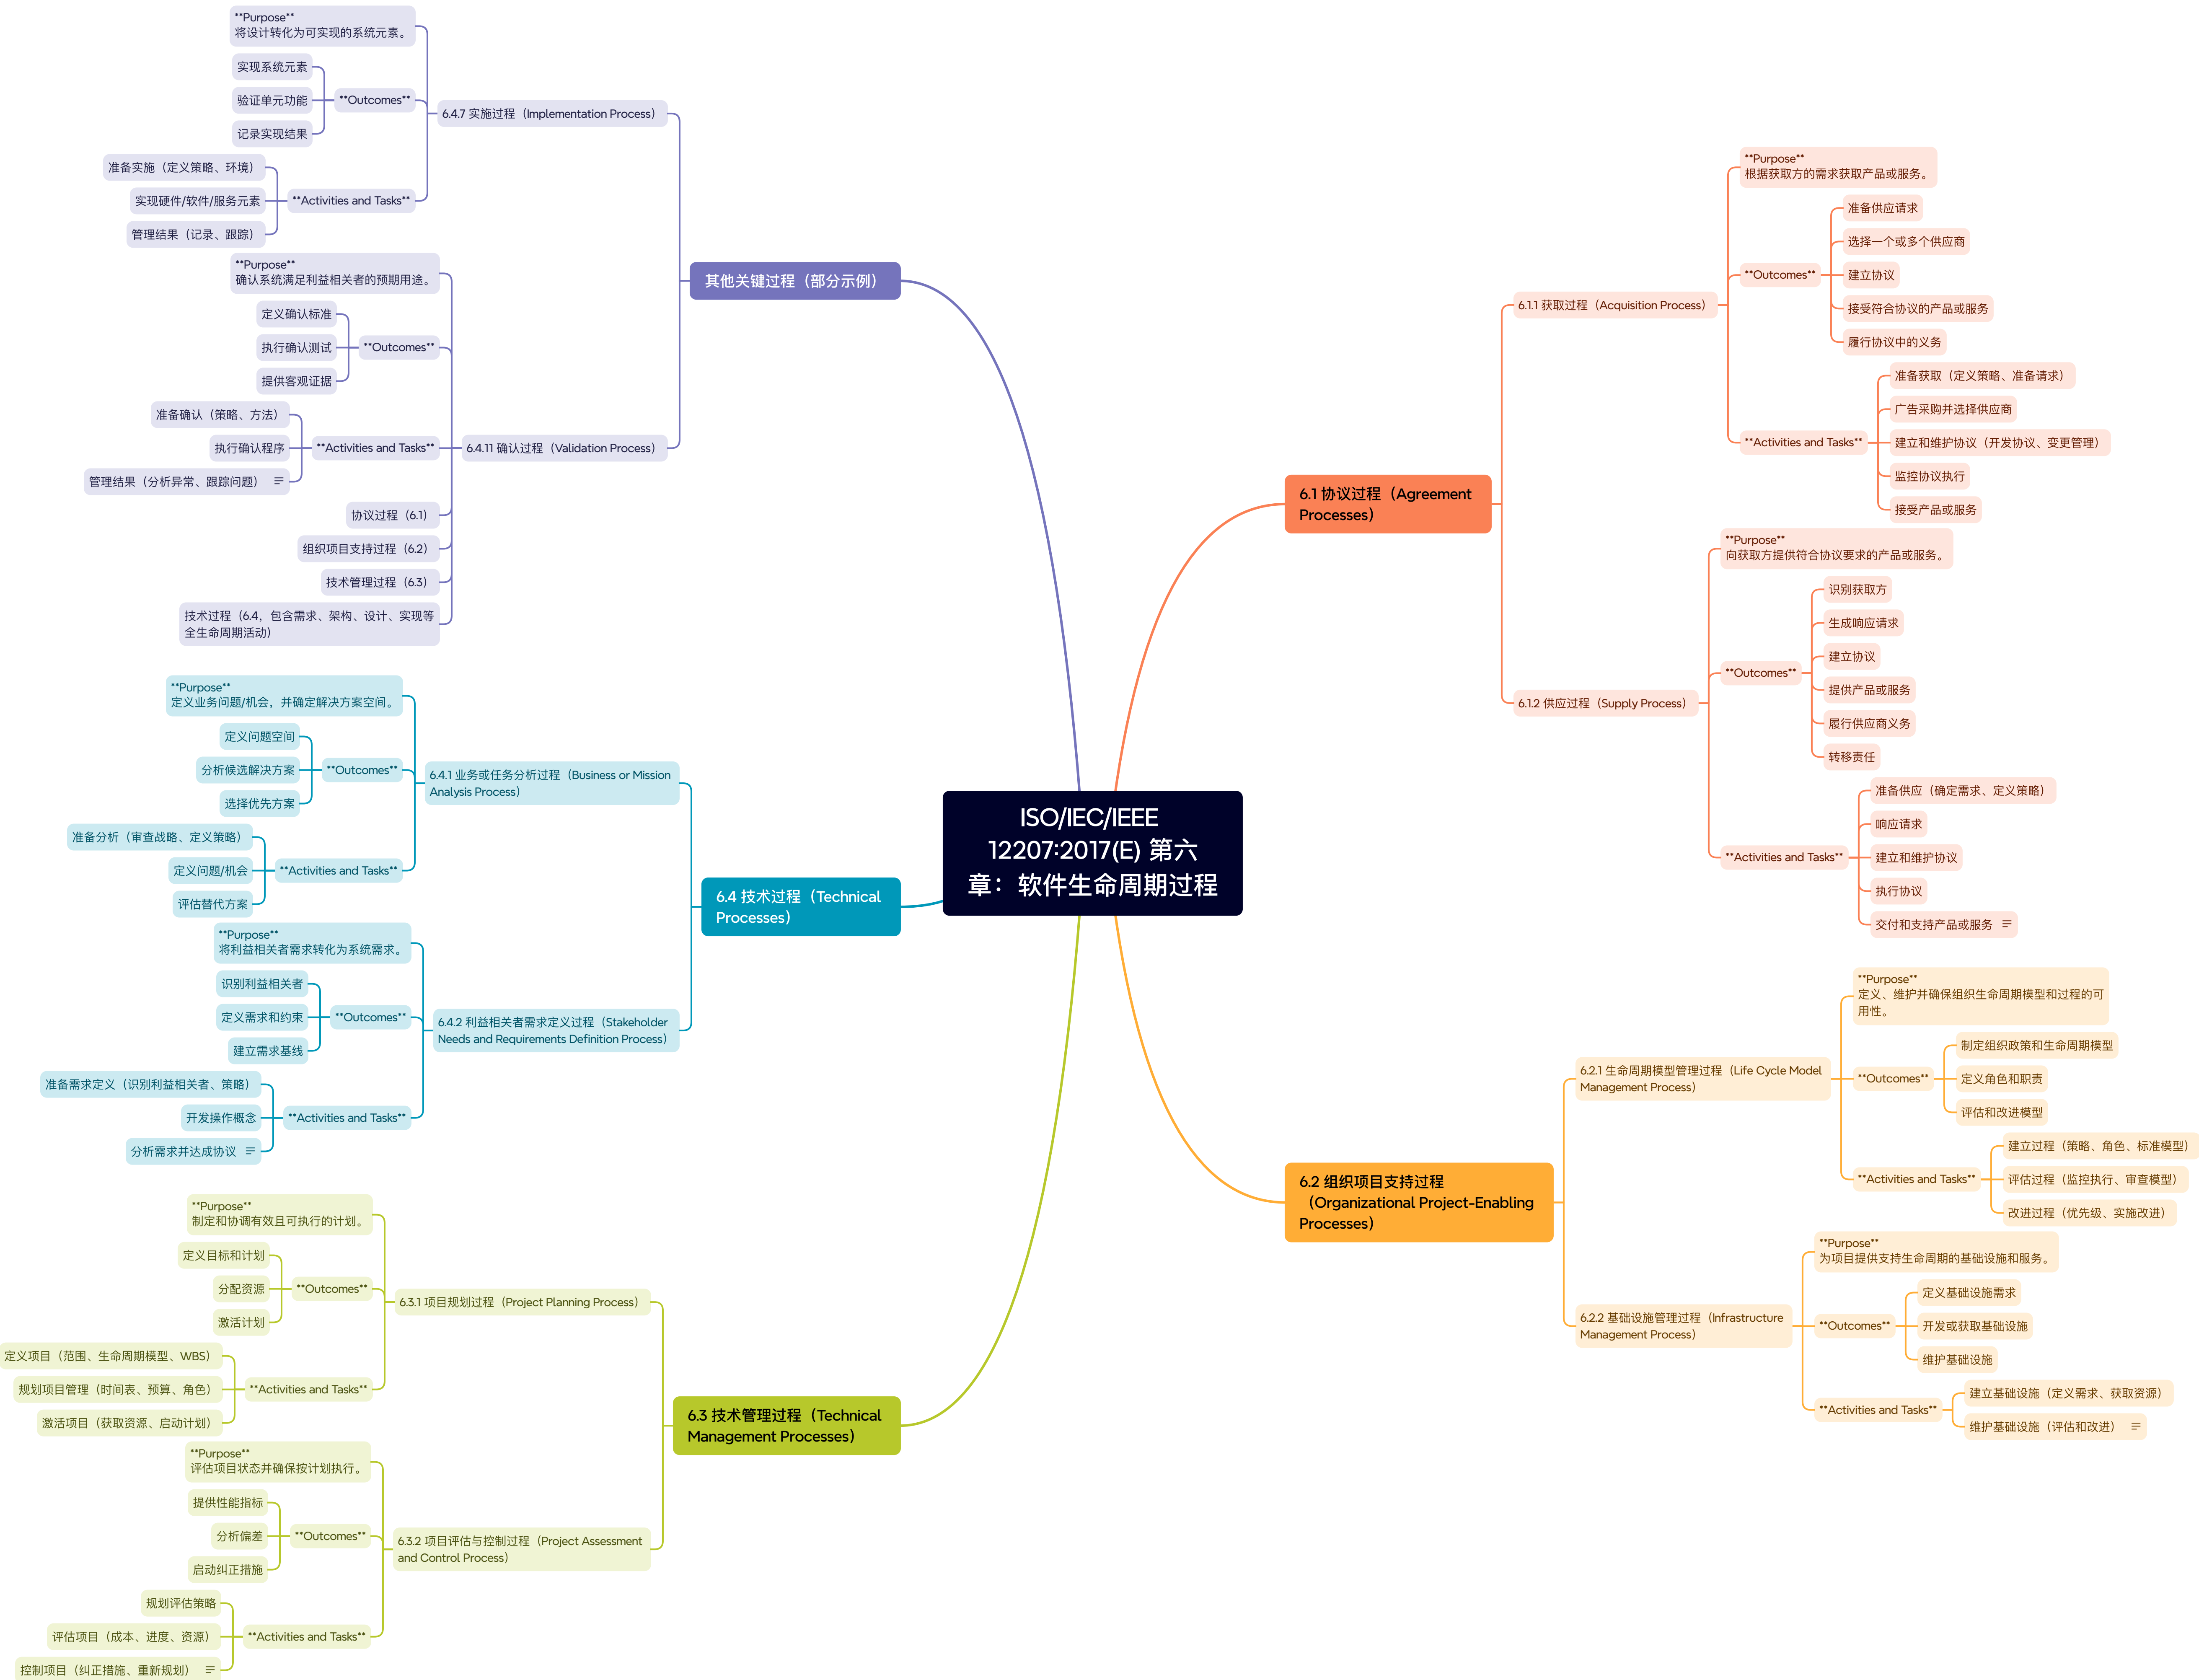 ISO/IEC/IEEE
12207:2017(E) 第六
章：软件生命周期过程
6.1 协议过程（Agreement
Processes）
6.1.1 获取过程（Acquisition Process）
**Purpose**
根据获取方的需求获取产品或服务。
**Outcomes**
准备供应请求
选择一个或多个供应商
建立协议
接受符合协议的产品或服务
履行协议中的义务
**Activities and Tasks**
准备获取（定义策略、准备请求）
广告采购并选择供应商
建立和维护协议（开发协议、变更管理）
监控协议执行
接受产品或服务
6.1.2 供应过程（Supply Process）
**Purpose**
向获取方提供符合协议要求的产品或服务。
**Outcomes**
识别获取方
生成响应请求
建立协议
提供产品或服务
履行供应商义务
转移责任
**Activities and Tasks**
准备供应（确定需求、定义策略）
响应请求
建立和维护协议
执行协议
交付和支持产品或服务
6.2 组织项目支持过程
（Organizational Project-Enabling
Processes）
6.2.1 生命周期模型管理过程（Life Cycle Model
Management Process）
**Purpose**
定义、维护并确保组织生命周期模型和过程的可
用性。
**Outcomes**
制定组织政策和生命周期模型
定义角色和职责
评估和改进模型
**Activities and Tasks**
建立过程（策略、角色、标准模型）
评估过程（监控执行、审查模型）
改进过程（优先级、实施改进）
6.2.2 基础设施管理过程（Infrastructure
Management Process）
**Purpose**
为项目提供支持生命周期的基础设施和服务。
**Outcomes**
定义基础设施需求
开发或获取基础设施
维护基础设施
**Activities and Tasks**
建立基础设施（定义需求、获取资源）
维护基础设施（评估和改进）
6.3 技术管理过程（Technical
Management Processes）
6.3.1 项目规划过程（Project Planning Process）
**Purpose**
制定和协调有效且可执行的计划。
**Outcomes**
定义目标和计划
分配资源
激活计划
**Activities and Tasks**
定义项目（范围、生命周期模型、WBS）
规划项目管理（时间表、预算、角色）
激活项目（获取资源、启动计划）
6.3.2 项目评估与控制过程（Project Assessment
and Control Process）
**Purpose**
评估项目状态并确保按计划执行。
**Outcomes**
提供性能指标
分析偏差
启动纠正措施
**Activities and Tasks**
规划评估策略
评估项目（成本、进度、资源）
控制项目（纠正措施、重新规划）
6.4 技术过程（Technical
Processes）
6.4.1 业务或任务分析过程（Business or Mission
Analysis Process）
**Purpose**
定义业务问题/机会，并确定解决方案空间。
**Outcomes**
定义问题空间
分析候选解决方案
选择优先方案
**Activities and Tasks**
准备分析（审查战略、定义策略）
定义问题/机会
评估替代方案
6.4.2 利益相关者需求定义过程（Stakeholder
Needs and Requirements Definition Process）
**Purpose**
将利益相关者需求转化为系统需求。
**Outcomes**
识别利益相关者
定义需求和约束
建立需求基线
**Activities and Tasks**
准备需求定义（识别利益相关者、策略）
开发操作概念
分析需求并达成协议
其他关键过程（部分示例）
6.4.7 实施过程（Implementation Process）
**Purpose**
将设计转化为可实现的系统元素。
**Outcomes**
实现系统元素
验证单元功能
记录实现结果
**Activities and Tasks**
准备实施（定义策略、环境）
实现硬件/软件/服务元素
管理结果（记录、跟踪）
6.4.11 确认过程（Validation Process）
**Purpose**
确认系统满足利益相关者的预期用途。
**Outcomes**
定义确认标准
执行确认测试
提供客观证据
**Activities and Tasks**
准备确认（策略、方法）
执行确认程序
管理结果（分析异常、跟踪问题）
协议过程（6.1）
组织项目支持过程（6.2）
技术管理过程（6.3）
技术过程（6.4，包含需求、架构、设计、实现等
全生命周期活动）